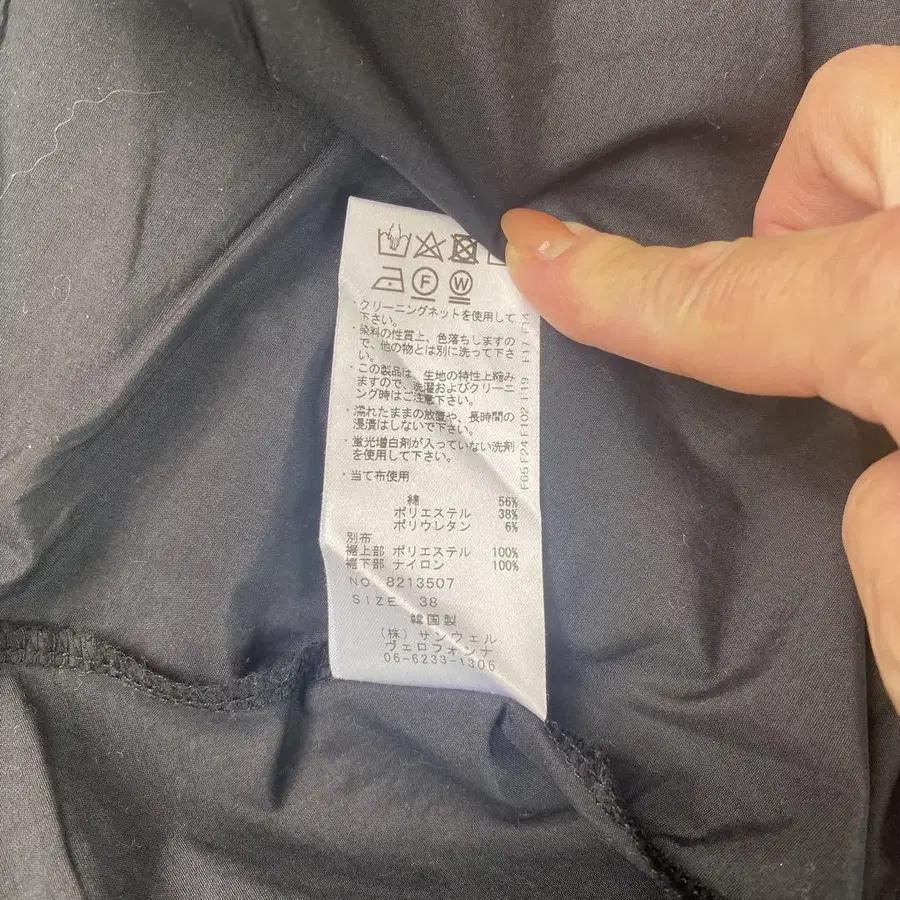 F
W
・クリーニングネットを使用して
下さい。
・染料の性質上、色落ちしますの
で、他の物とは別に洗って下さ
い。
・この製品は、生地の特性上縮み
ますので、洗濯およびクリーニ
ング時はご注意下さい。
・濡れたままの放置や、長時間の
浸漬はしないで下さい。
・蛍光増白剤が入っていない洗剤
を使用して下さい。
・当て布使用
綿 56%
ポリエステル 38%
ポリウレタン 6%
別布
裾上部 ポリエステル 100%
裾下部 ナイロン 100%
NO 8213507
SIZE 38
韓国製
(株) サンウェル
ヴェロフォンナ
06-6233-1306
F65 F24 F102 F19 F17 F14